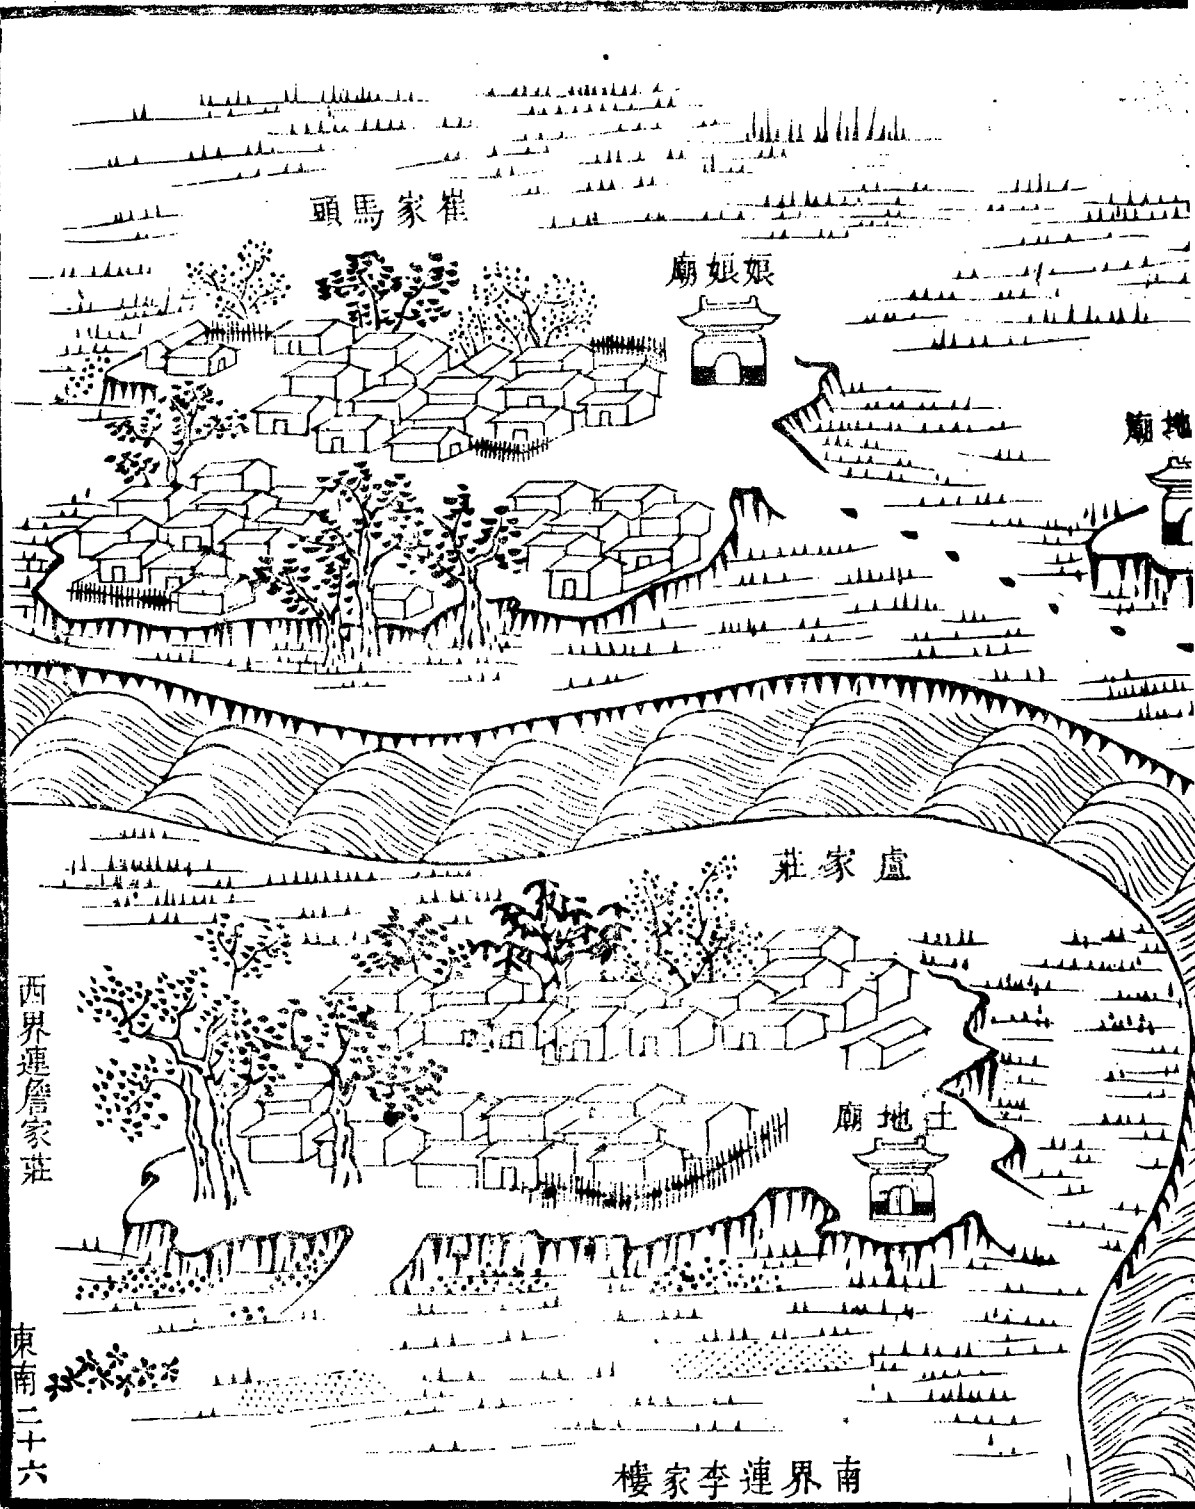 崔家馬頭
娘娘廟
地廟
盧家莊
土地廟
西界連詹家莊
南界連李家樓
東南二十六